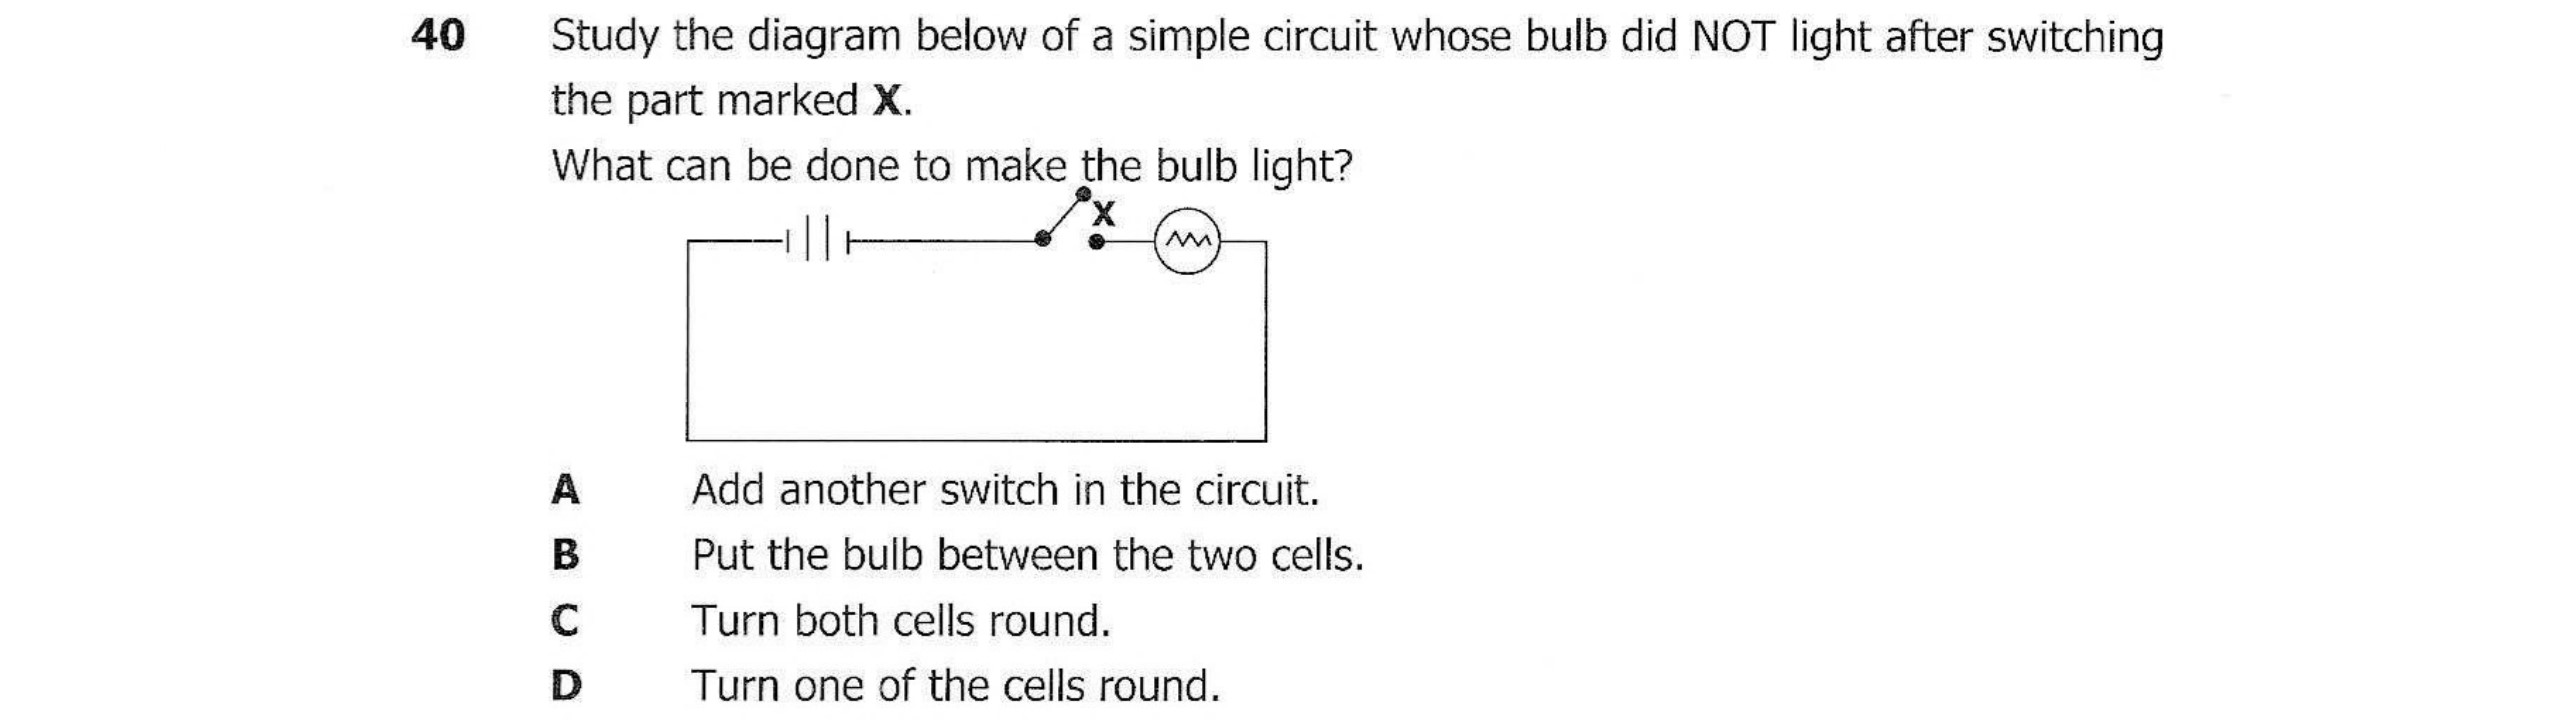 40 Study the diagram below of a simple circuit whose bulb did NOT light after switching
the part marked X.
What can be done to make the bulb light?
X
A Add another switch in the circuit.
B Put the bulb between the two cells.
C Turn both cells round.
D Turn one of the cells round.